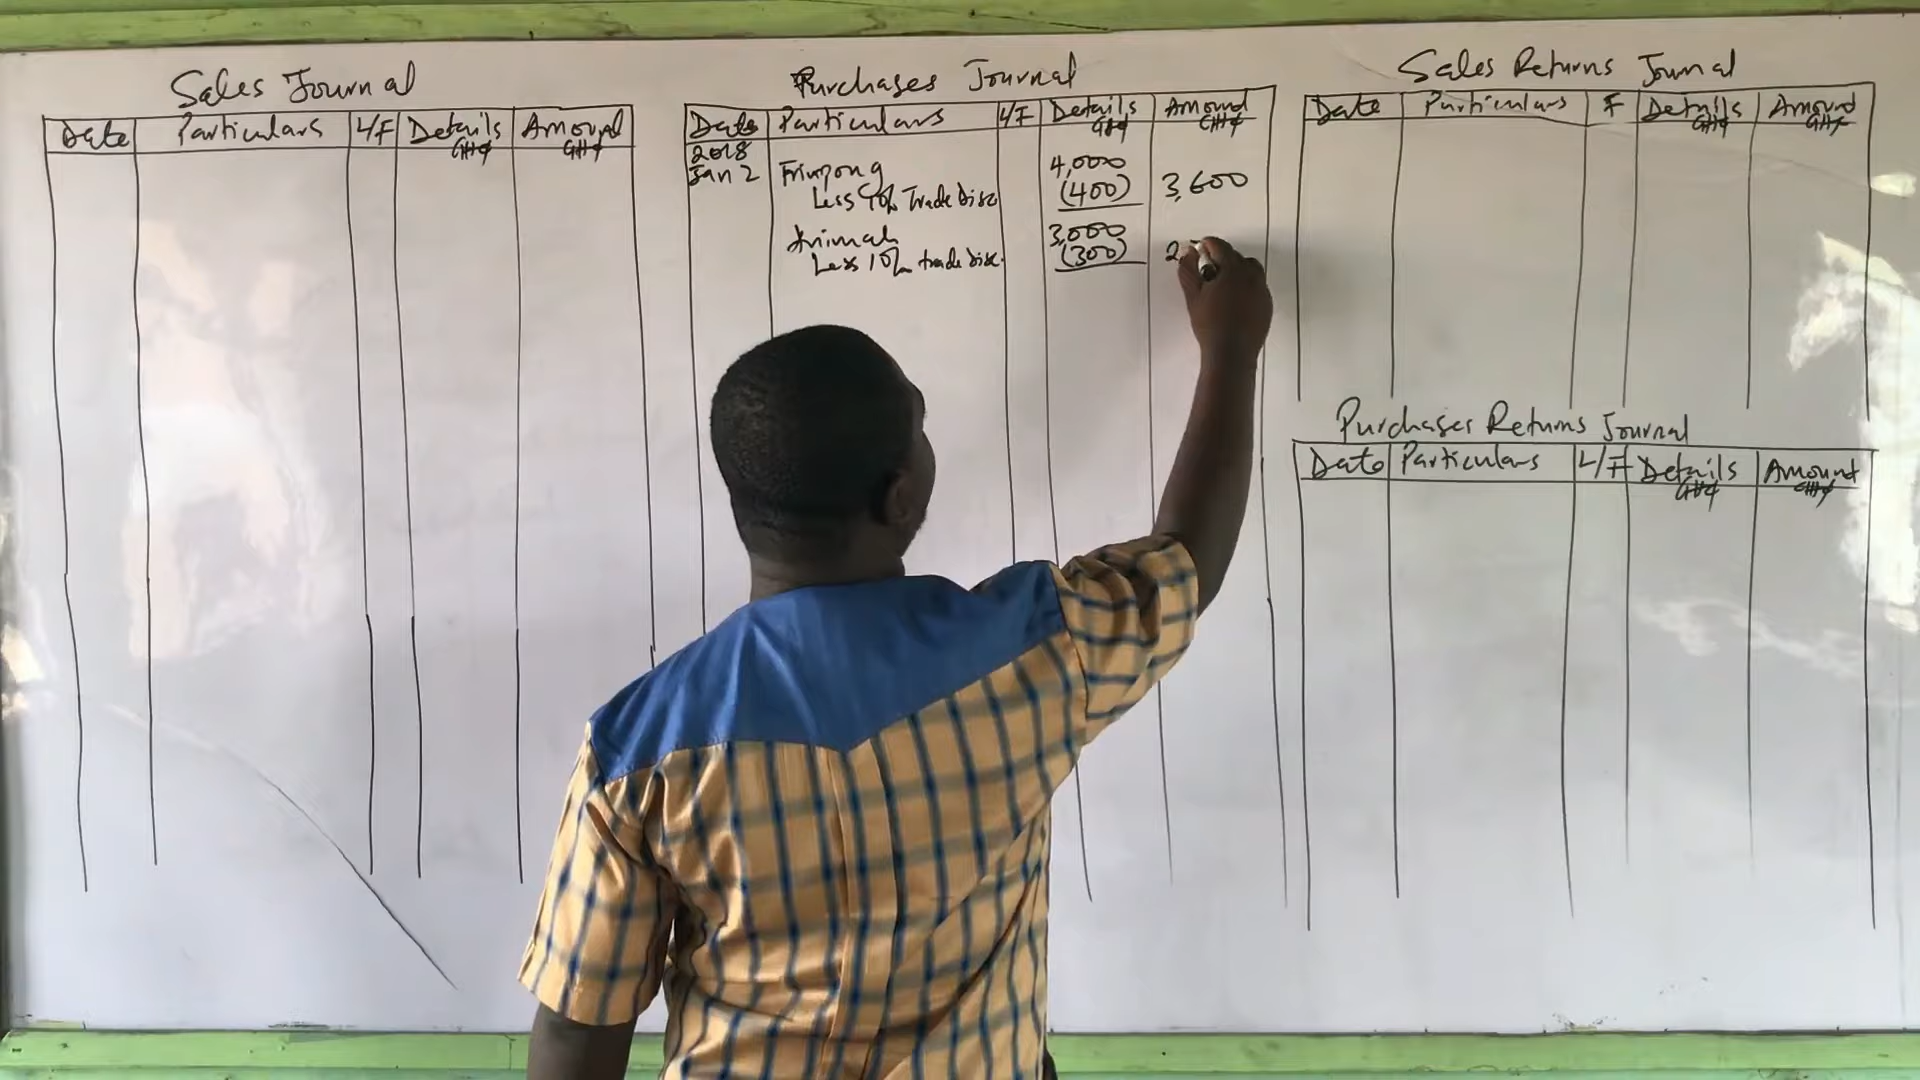 Sales Journal
Date Particulars L/F Details Amount
GH¢ GH¢
Purchases Journal
Date Particulars L/F Details Amount
GH¢ GH¢
2018
Jan 2 Frimpong 4,000
Less 10% Trade Disc (400) 3,600
3,000
Less 10% trade disc. (300) 2
Sales Returns Journal
Date Particulars F Details Amount
GH¢ GH¢
Purchases Returns Journal
Date Particulars L/F Details Amount
GH¢ GH¢